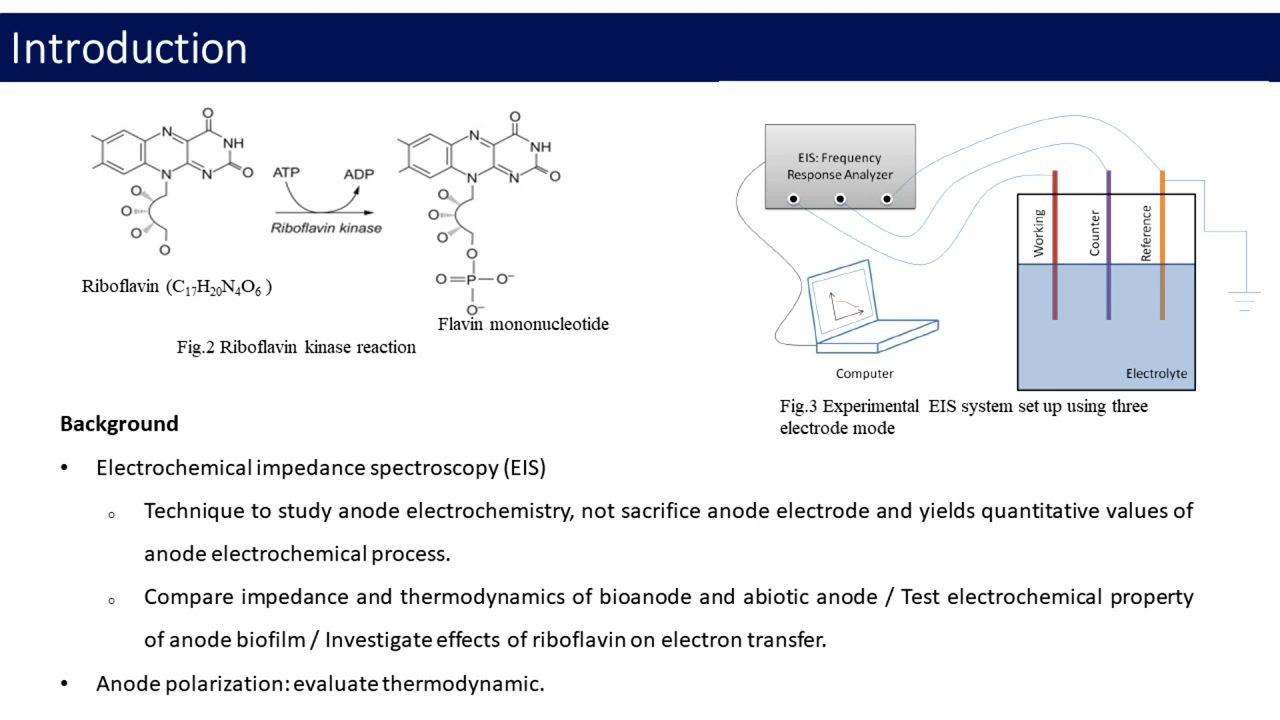 Introduction
O
N
NH
N
N
O
O
O
O
O
ATP
ADP
Riboflavin kinase
O
N
NH
N
N
O
O
O
O
O
O=P—O⁻
O⁻
Riboflavin (C₁₇H₂₀N₄O₆ )
Flavin mononucleotide
Fig.2 Riboflavin kinase reaction
EIS: Frequency
Response Analyzer
Working
Counter
Reference
Computer
Electrolyte
Fig.3 Experimental EIS system set up using three
electrode mode
Background
• Electrochemical impedance spectroscopy (EIS)
o Technique to study anode electrochemistry, not sacrifice anode electrode and yields quantitative values of
anode electrochemical process.
o Compare impedance and thermodynamics of bioanode and abiotic anode / Test electrochemical property
of anode biofilm / Investigate effects of riboflavin on electron transfer.
• Anode polarization: evaluate thermodynamic.